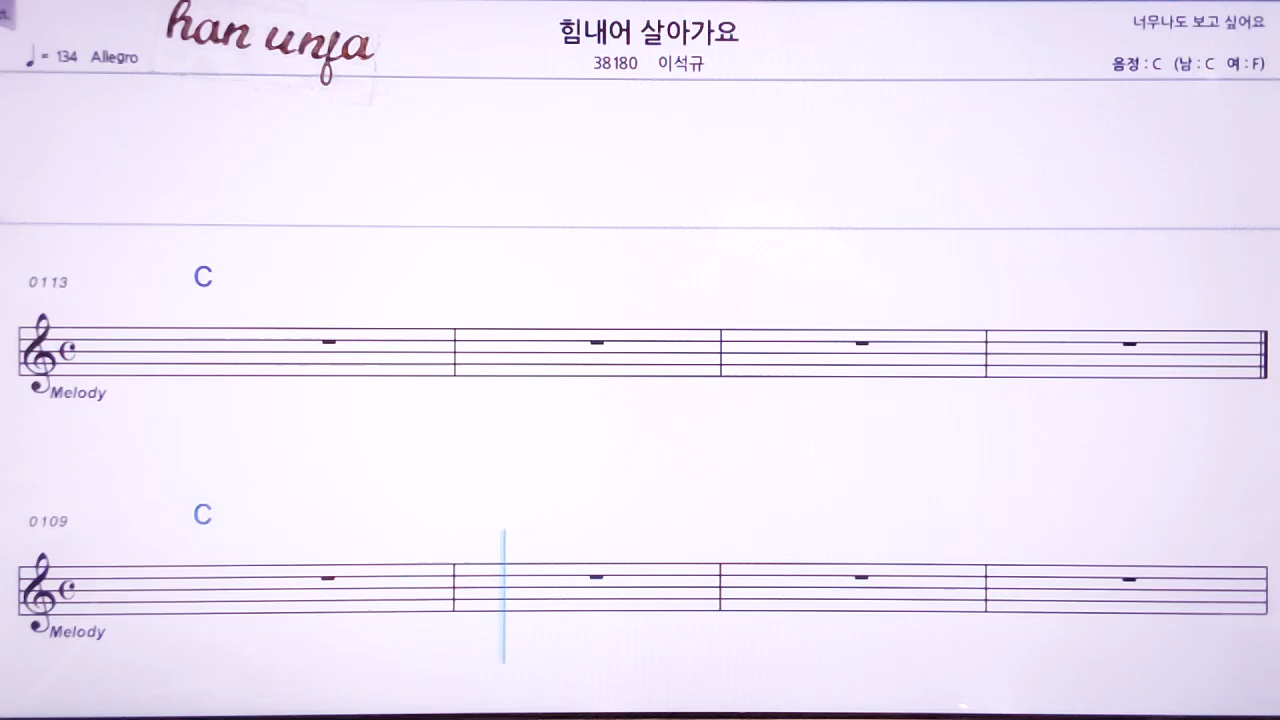 han unfa
힘내어 살아가요
너무나도 보고 싶어요
♩ = 134 Allegro
38180 이석규
음정 : C (남 : C 여 : F)
0113
C
Melody
0109
C
Melody